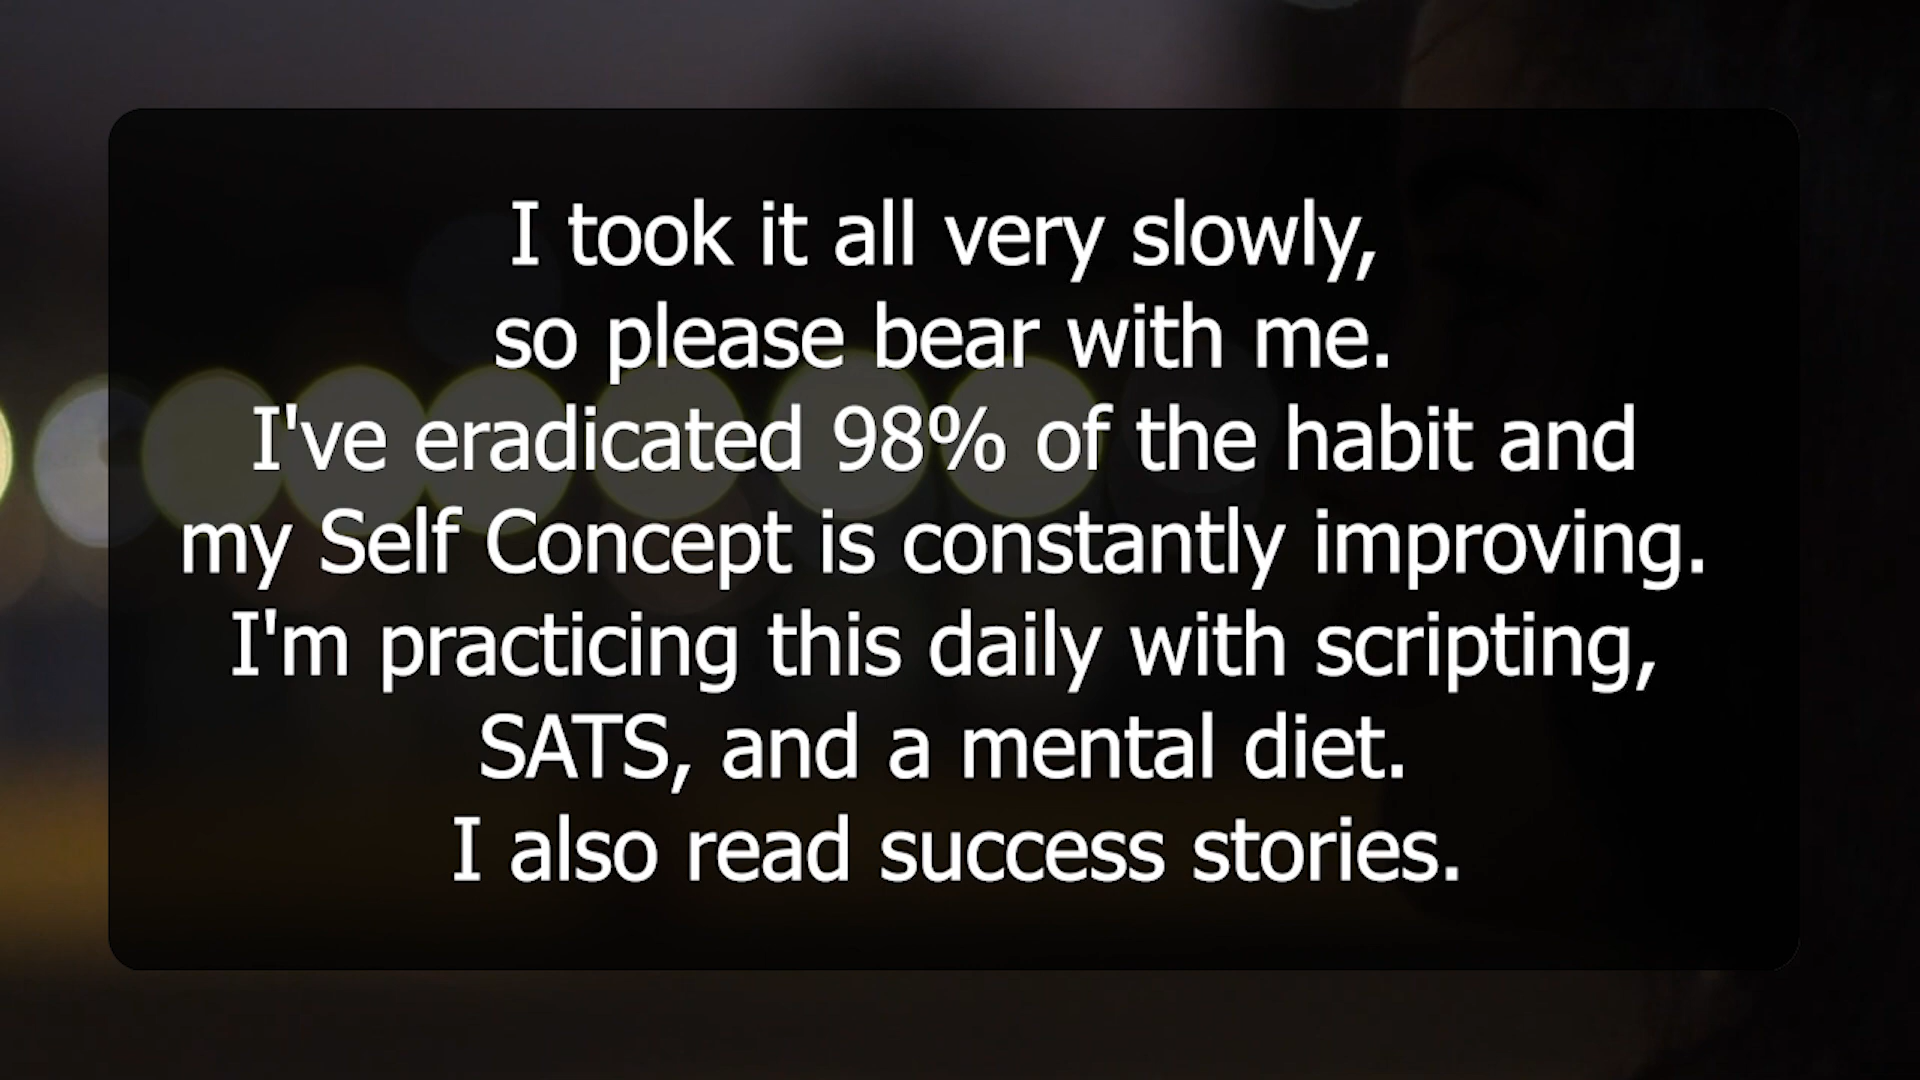 I took it all very slowly,
so please bear with me.
I've eradicated 98% of the habit and
my Self Concept is constantly improving.
I'm practicing this daily with scripting,
SATS, and a mental diet.
I also read success stories.